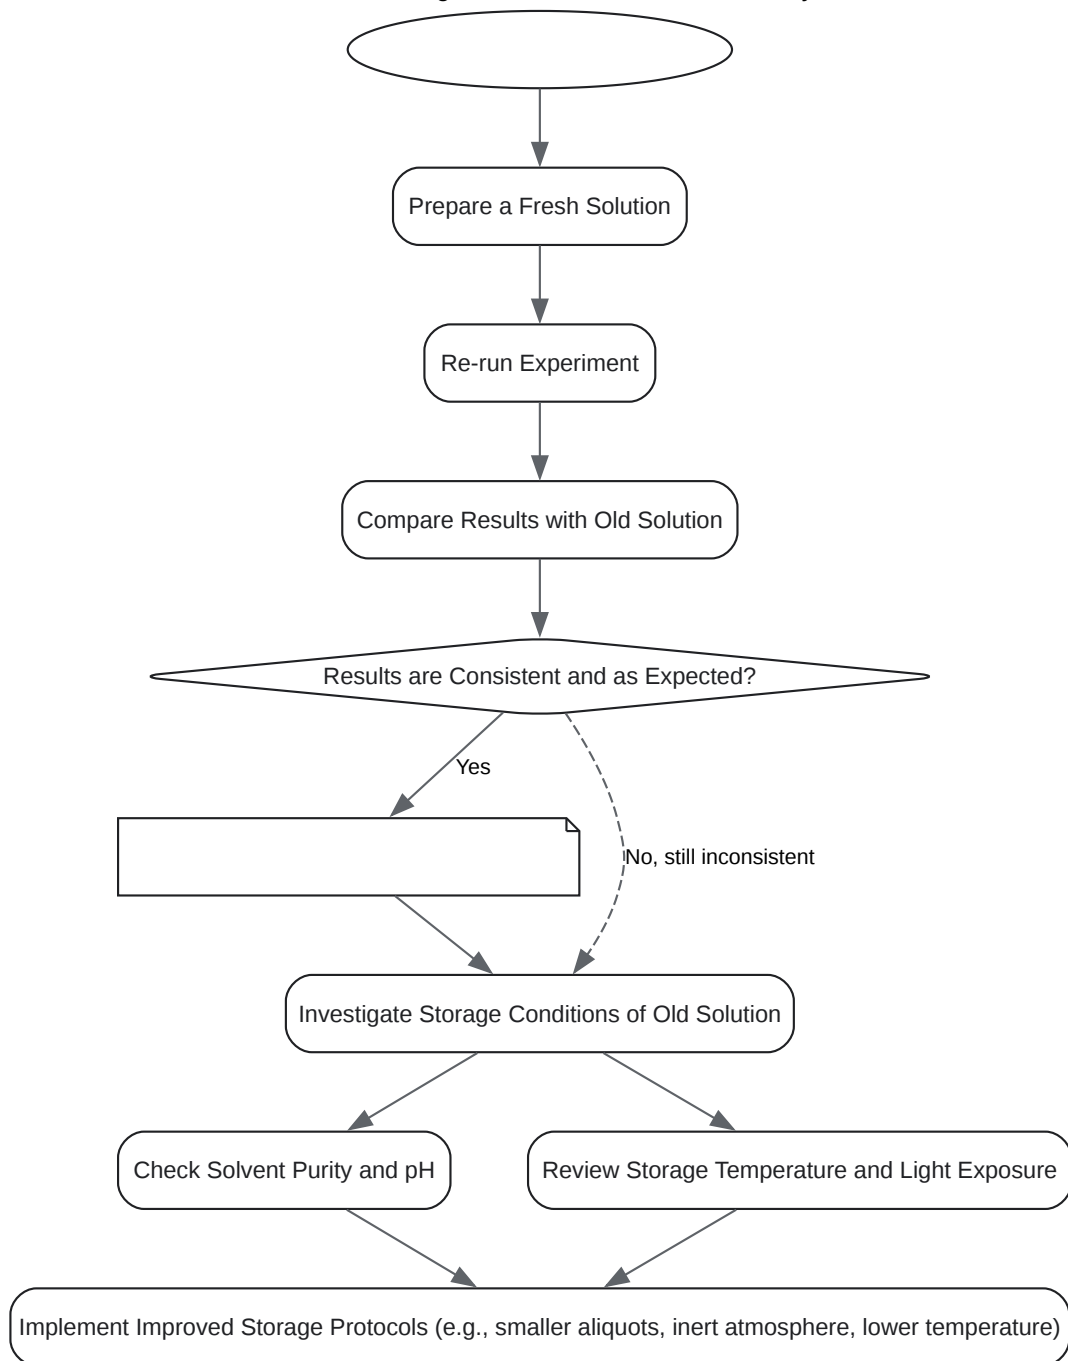 Prepare a Fresh Solution
Re-run Experiment
Compare Results with Old Solution
Results are Consistent and as Expected?
Yes
No, still inconsistent
Investigate Storage Conditions of Old Solution
Check Solvent Purity and pH
Review Storage Temperature and Light Exposure
Implement Improved Storage Protocols (e.g., smaller aliquots, inert atmosphere, lower temperature)